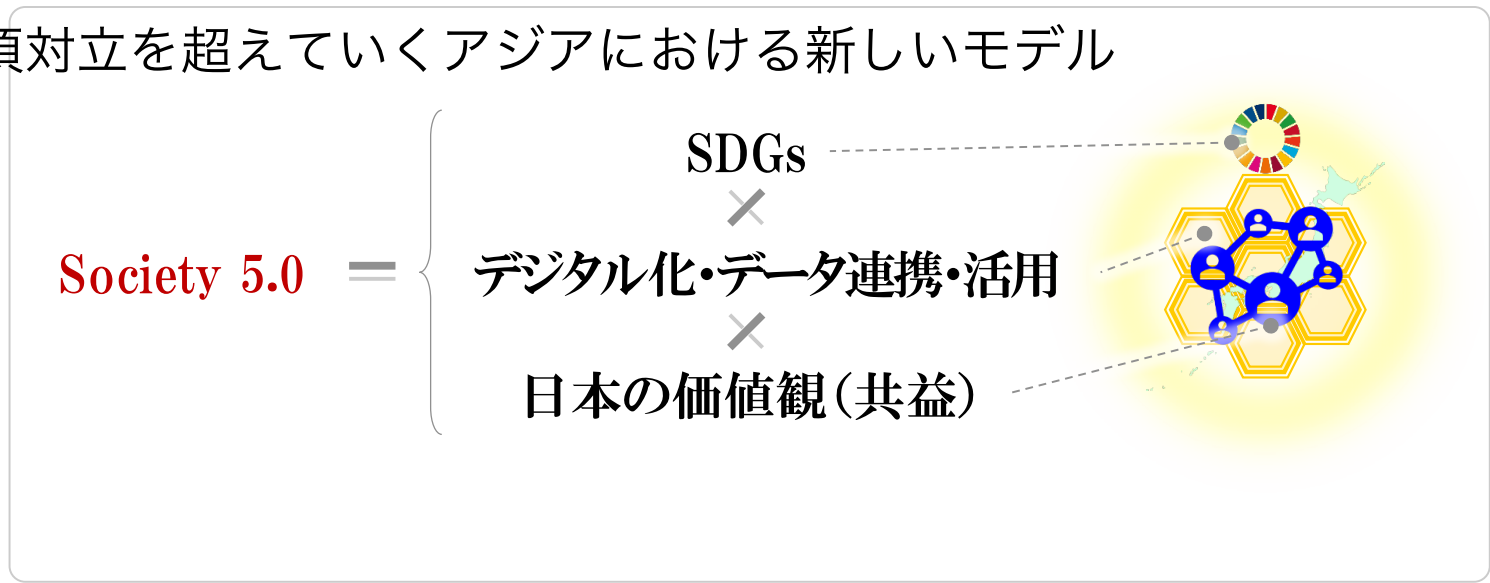 対立を超えていくアジアにおける新しいモデル
SDGs
×
Society 5.0 = デジタル化・データ連携・活用
×
日本の価値観（共益）